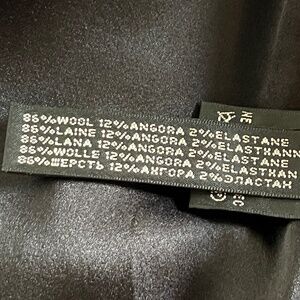 86%WOOL 12%ANGORA 2%ELASTANE
86%LAINE 12%ANGORA 2%ELASTANE
86%LANA 12%ANGORA 2%ELASTHANN
86%WOLLE 12%ANGORA 2%ELASTHAN
86%ШЕРСТЬ 12%АНГОРА 2%ЭЛАСТАН